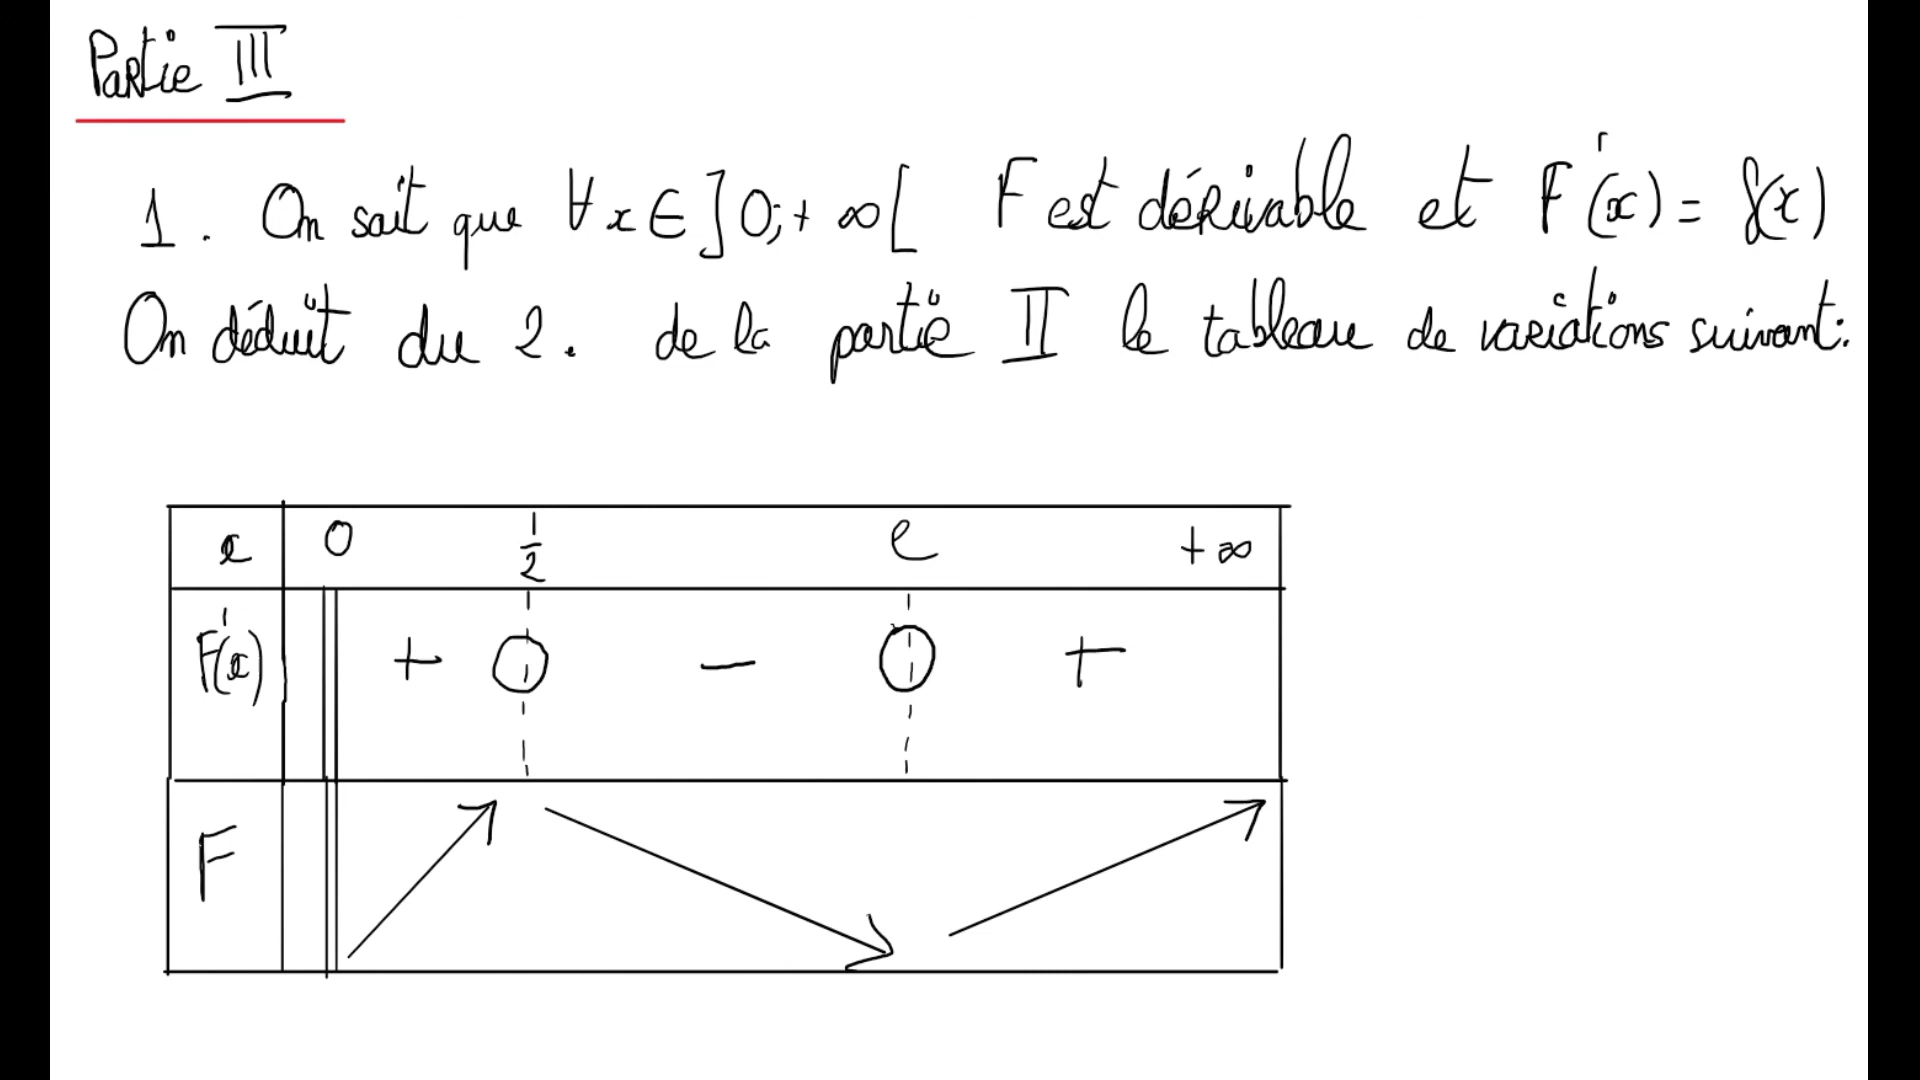 Partie III
1. On sait que ∀x∈]0;+∞[ F est dérivable et F'(x) = f(x)
On déduit du 2. de la partie II le tableau de variations suivant:
x 0 1/2 e +∞
F'(x) + 0 − 0 +
F